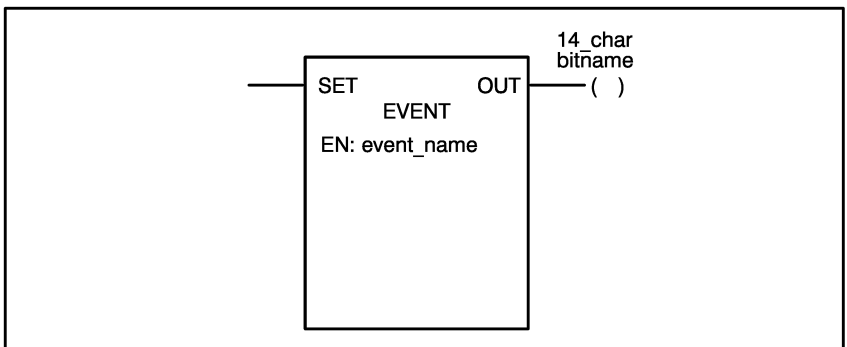 14_char
bitname
SET OUT ( )
EVENT
EN: event_name